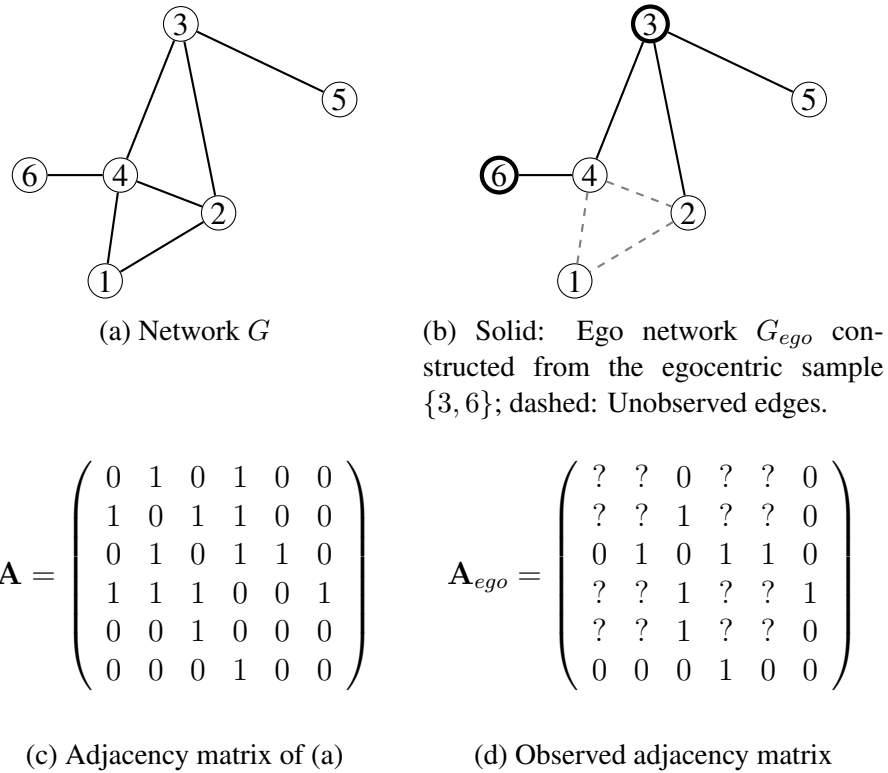 3
5
6
4
2
1
(a) Network G
3
5
6
4
2
1
(b) Solid: Ego network G_ego con-
structed from the egocentric sample
{3, 6}; dashed: Unobserved edges.
A =
0 1 0 1 0 0
1 0 1 1 0 0
0 1 0 1 1 0
1 1 1 0 0 1
0 0 1 0 0 0
0 0 0 1 0 0
(c) Adjacency matrix of (a)
A_ego =
? ? 0 ? ? 0
? ? 1 ? ? 0
0 1 0 1 1 0
? ? 1 ? ? 1
? ? 1 ? ? 0
0 0 0 1 0 0
(d) Observed adjacency matrix